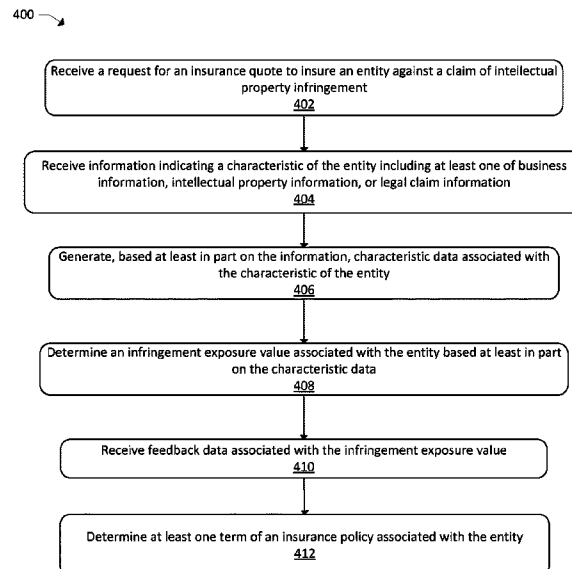 400
Receive a request for an insurance quote to insure an entity against a claim of intellectual
property infringement
402
Receive information indicating a characteristic of the entity including at least one of business
information, intellectual property information, or legal claim information
404
Generate, based at least in part on the information, characteristic data associated with
the characteristic of the entity
406
Determine an infringement exposure value associated with the entity based at least in part
on the characteristic data
408
Receive feedback data associated with the infringement exposure value
410
Determine at least one term of an insurance policy associated with the entity
412